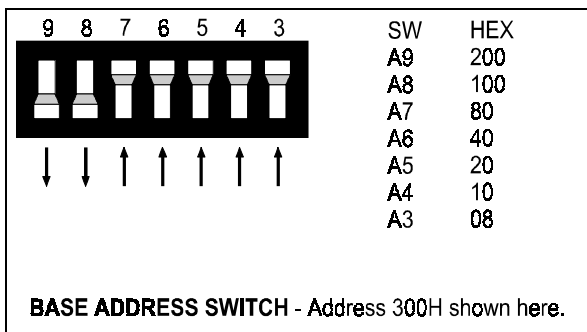 9 8 7 6 5 4 3
SW HEX
A9 200
A8 100
A7 80
A6 40
A5 20
A4 10
A3 08
BASE ADDRESS SWITCH - Address 300H shown here.